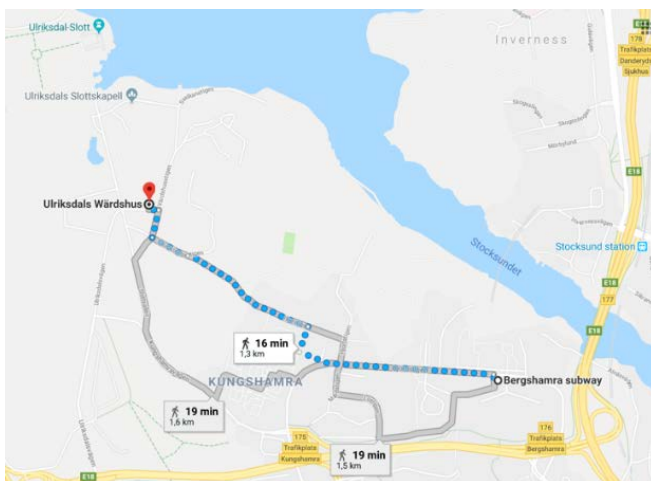 Ulriksdal Slott
Inverness
178
Trafikplats
Danderyds
Sjukhus
E18
Ulriksdals Slottskapell
E18
Ulriksdals Wärdshus
Stocksund station
Stocksundet
E18
177
16 min
1,3 km
E18
KUNGSHAMRA
Bergshamra subway
19 min
1,6 km
175
Trafikplats
Kungshamra
176
Trafikplats
Bergshamra
19 min
1,5 km
E18